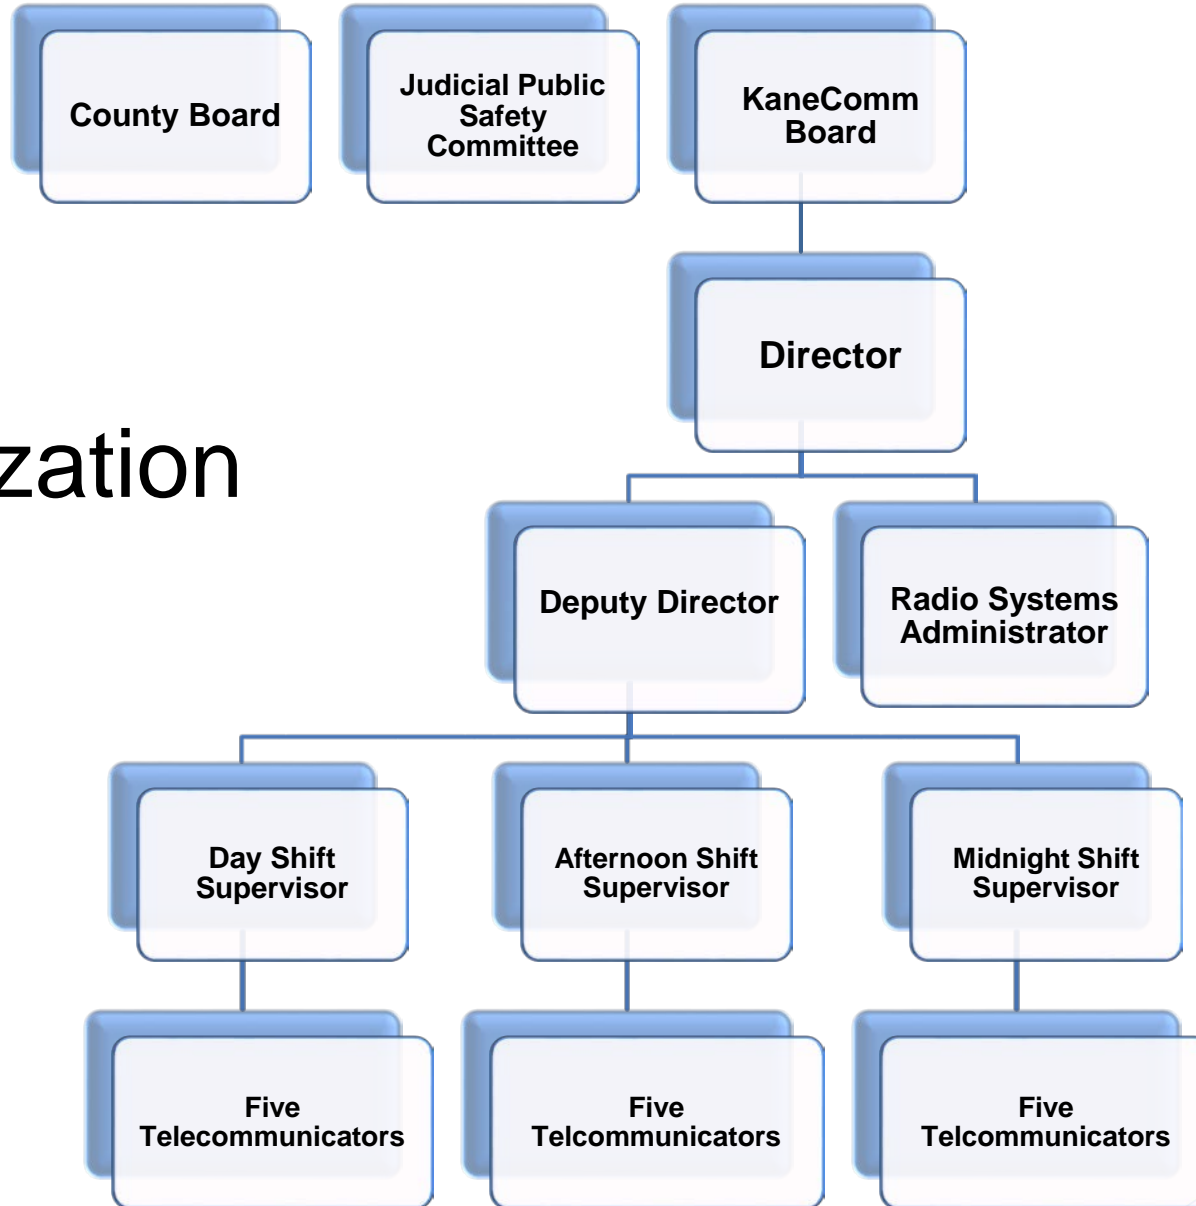 County Board
Judicial Public
Safety
Committee
KaneComm
Board
Director
zation
Deputy Director
Radio Systems
Administrator
Day Shift
Supervisor
Afternoon Shift
Supervisor
Midnight Shift
Supervisor
Five
Telecommunicators
Five
Telcommunicators
Five
Telcommunicators